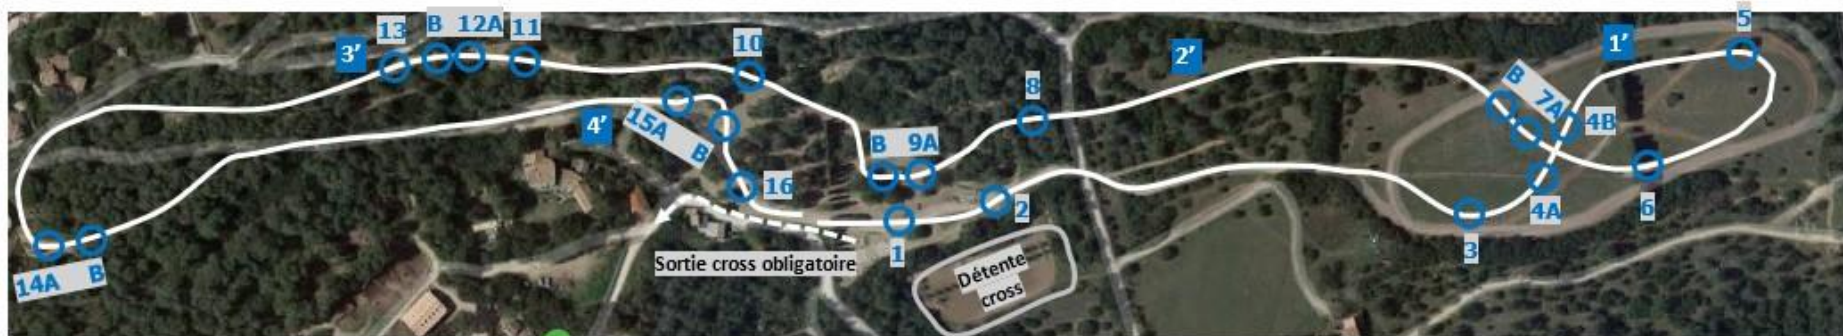 5
1’
13
B 12A
11
3’
10
2’
8
B 7A
4B
4’
15A B
B 9A
16
2
4A
6
1
3
Sortie cross obligatoire
Détente
cross
14A B